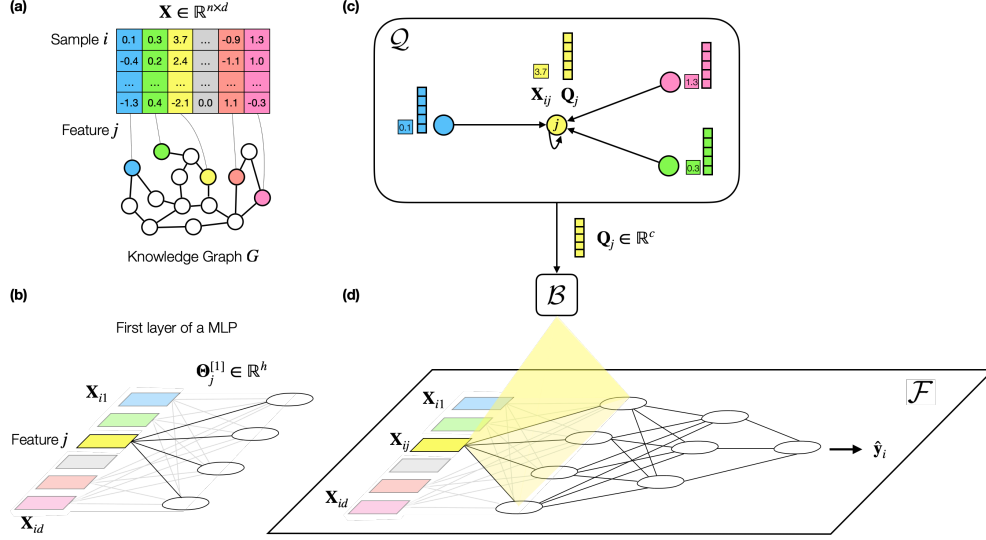 (a)
X ∈ ℝ^{n×d}
Sample i
0.1 0.3 3.7 ... -0.9 1.3
-0.4 0.2 2.4 ... -1.1 1.0
... ... ... ... ...
-1.3 0.4 -2.1 0.0 1.1 -0.3
Feature j
Knowledge Graph G
(b)
First layer of a MLP
Θ_j^{[1]} ∈ ℝ^h
X_{i1}
Feature j
X_{id}
(c)
𝒬
3.7
X_{ij} Q_j
1.3
0.1
j
0.3
Q_j ∈ ℝ^c
(d)
ℬ
ℱ
X_{i1}
X_{ij}
ŷ_i
X_{id}